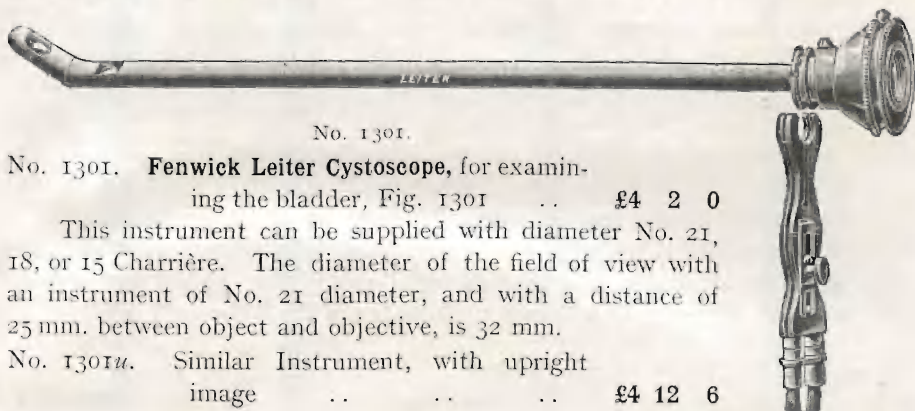 LEITER
No. 1301.
No. 1301. Fenwick Leiter Cystoscope, for examin-
ing the bladder, Fig. 1301 .. £4 2 0
This instrument can be supplied with diameter No. 21,
18, or 15 Charrière. The diameter of the field of view with
an instrument of No. 21 diameter, and with a distance of
25 mm. between object and objective, is 32 mm.
No. 1301u. Similar Instrument, with upright
image .. .. .. £4 12 6